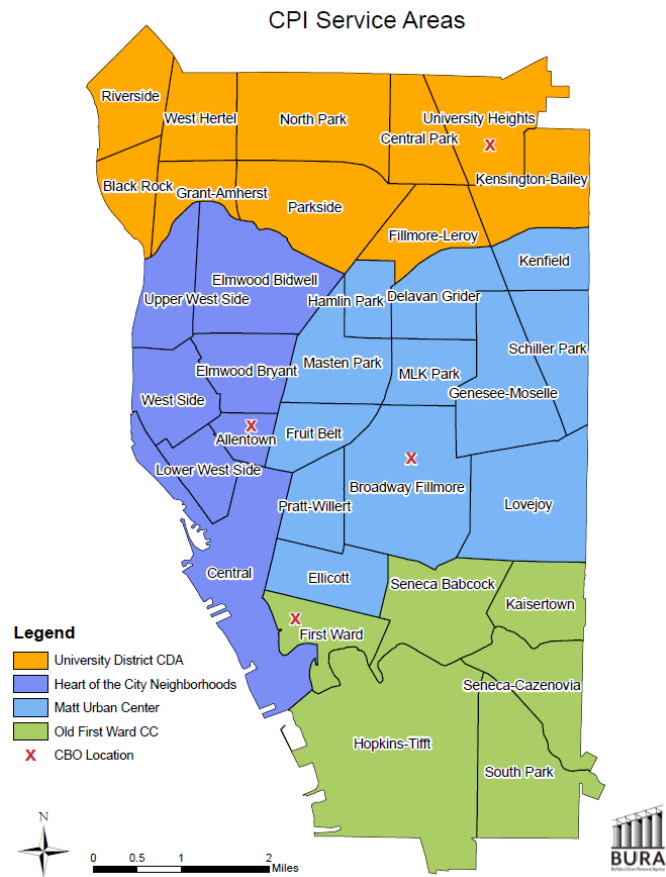 CPI Service Areas
Riverside
West Hertel
North Park
University Heights
Central Park
X
Black Rock
Grant-Amherst
Kensington-Bailey
Parkside
Fillmore-Leroy
Kenfield
Elmwood Bidwell
Upper West Side
Hamlin Park
Delavan Grider
Schiller Park
Masten Park
Elmwood Bryant
MLK Park
Genesee-Moselle
West Side
X
Allentown
Fruit Belt
X
Lower West Side
Broadway Fillmore
Pratt-Willert
Lovejoy
Central
Ellicott
Seneca Babcock
Kaisertown
X
First Ward
Seneca-Cazenovia
Hopkins-Tifft
South Park
Legend
University District CDA
Heart of the City Neighborhoods
Matt Urban Center
Old First Ward CC
X CBO Location
N
0 0.5 1 2
Miles
BURA